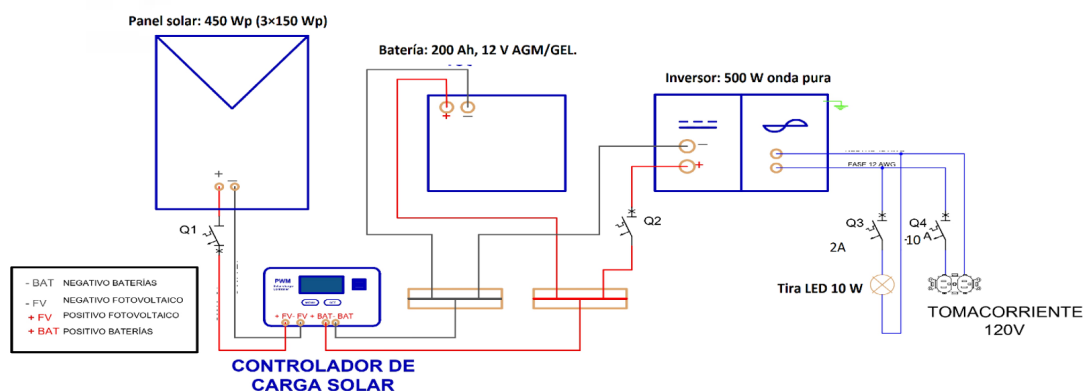 Panel solar: 450 Wp (3×150 Wp)
Batería: 200 Ah, 12 V AGM/GEL.
Inversor: 500 W onda pura
+ –
+ –
–
+
FASE 12 AWG
Q1
Q2
Q3
2A
Q4
-10 A
Tira LED 10 W
TOMACORRIENTE
120V
PWM
+ FV - FV + BAT - BAT
CONTROLADOR DE
CARGA SOLAR
- BAT NEGATIVO BATERÍAS
- FV NEGATIVO FOTOVOLTAICO
+ FV POSITIVO FOTOVOLTAICO
+ BAT POSITIVO BATERÍAS